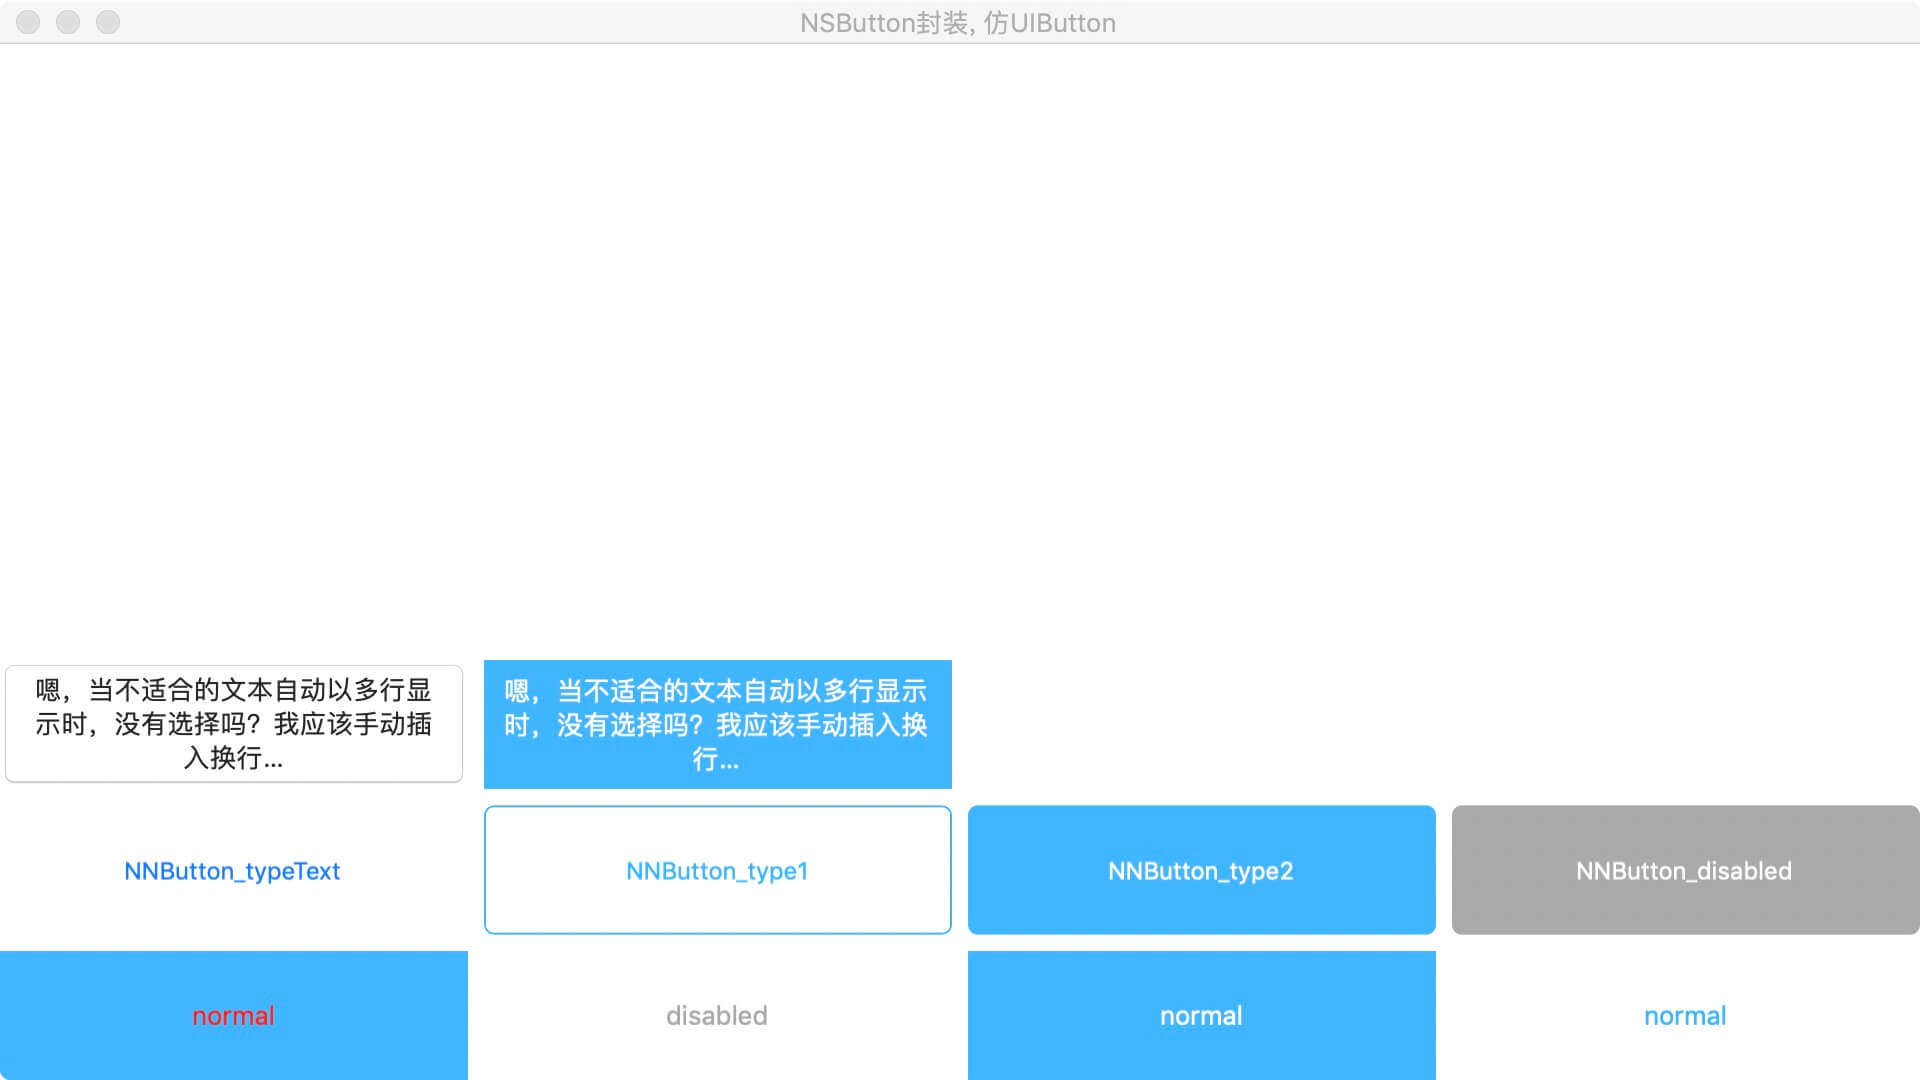 NSButton封装, 仿UIButton
嗯，当不适合的文本自动以多行显
示时，没有选择吗？我应该手动插
入换行...
嗯，当不适合的文本自动以多行显示
时，没有选择吗？我应该手动插入换
行...
NNButton_typeText
NNButton_type1
NNButton_type2
NNButton_disabled
normal
disabled
normal
normal